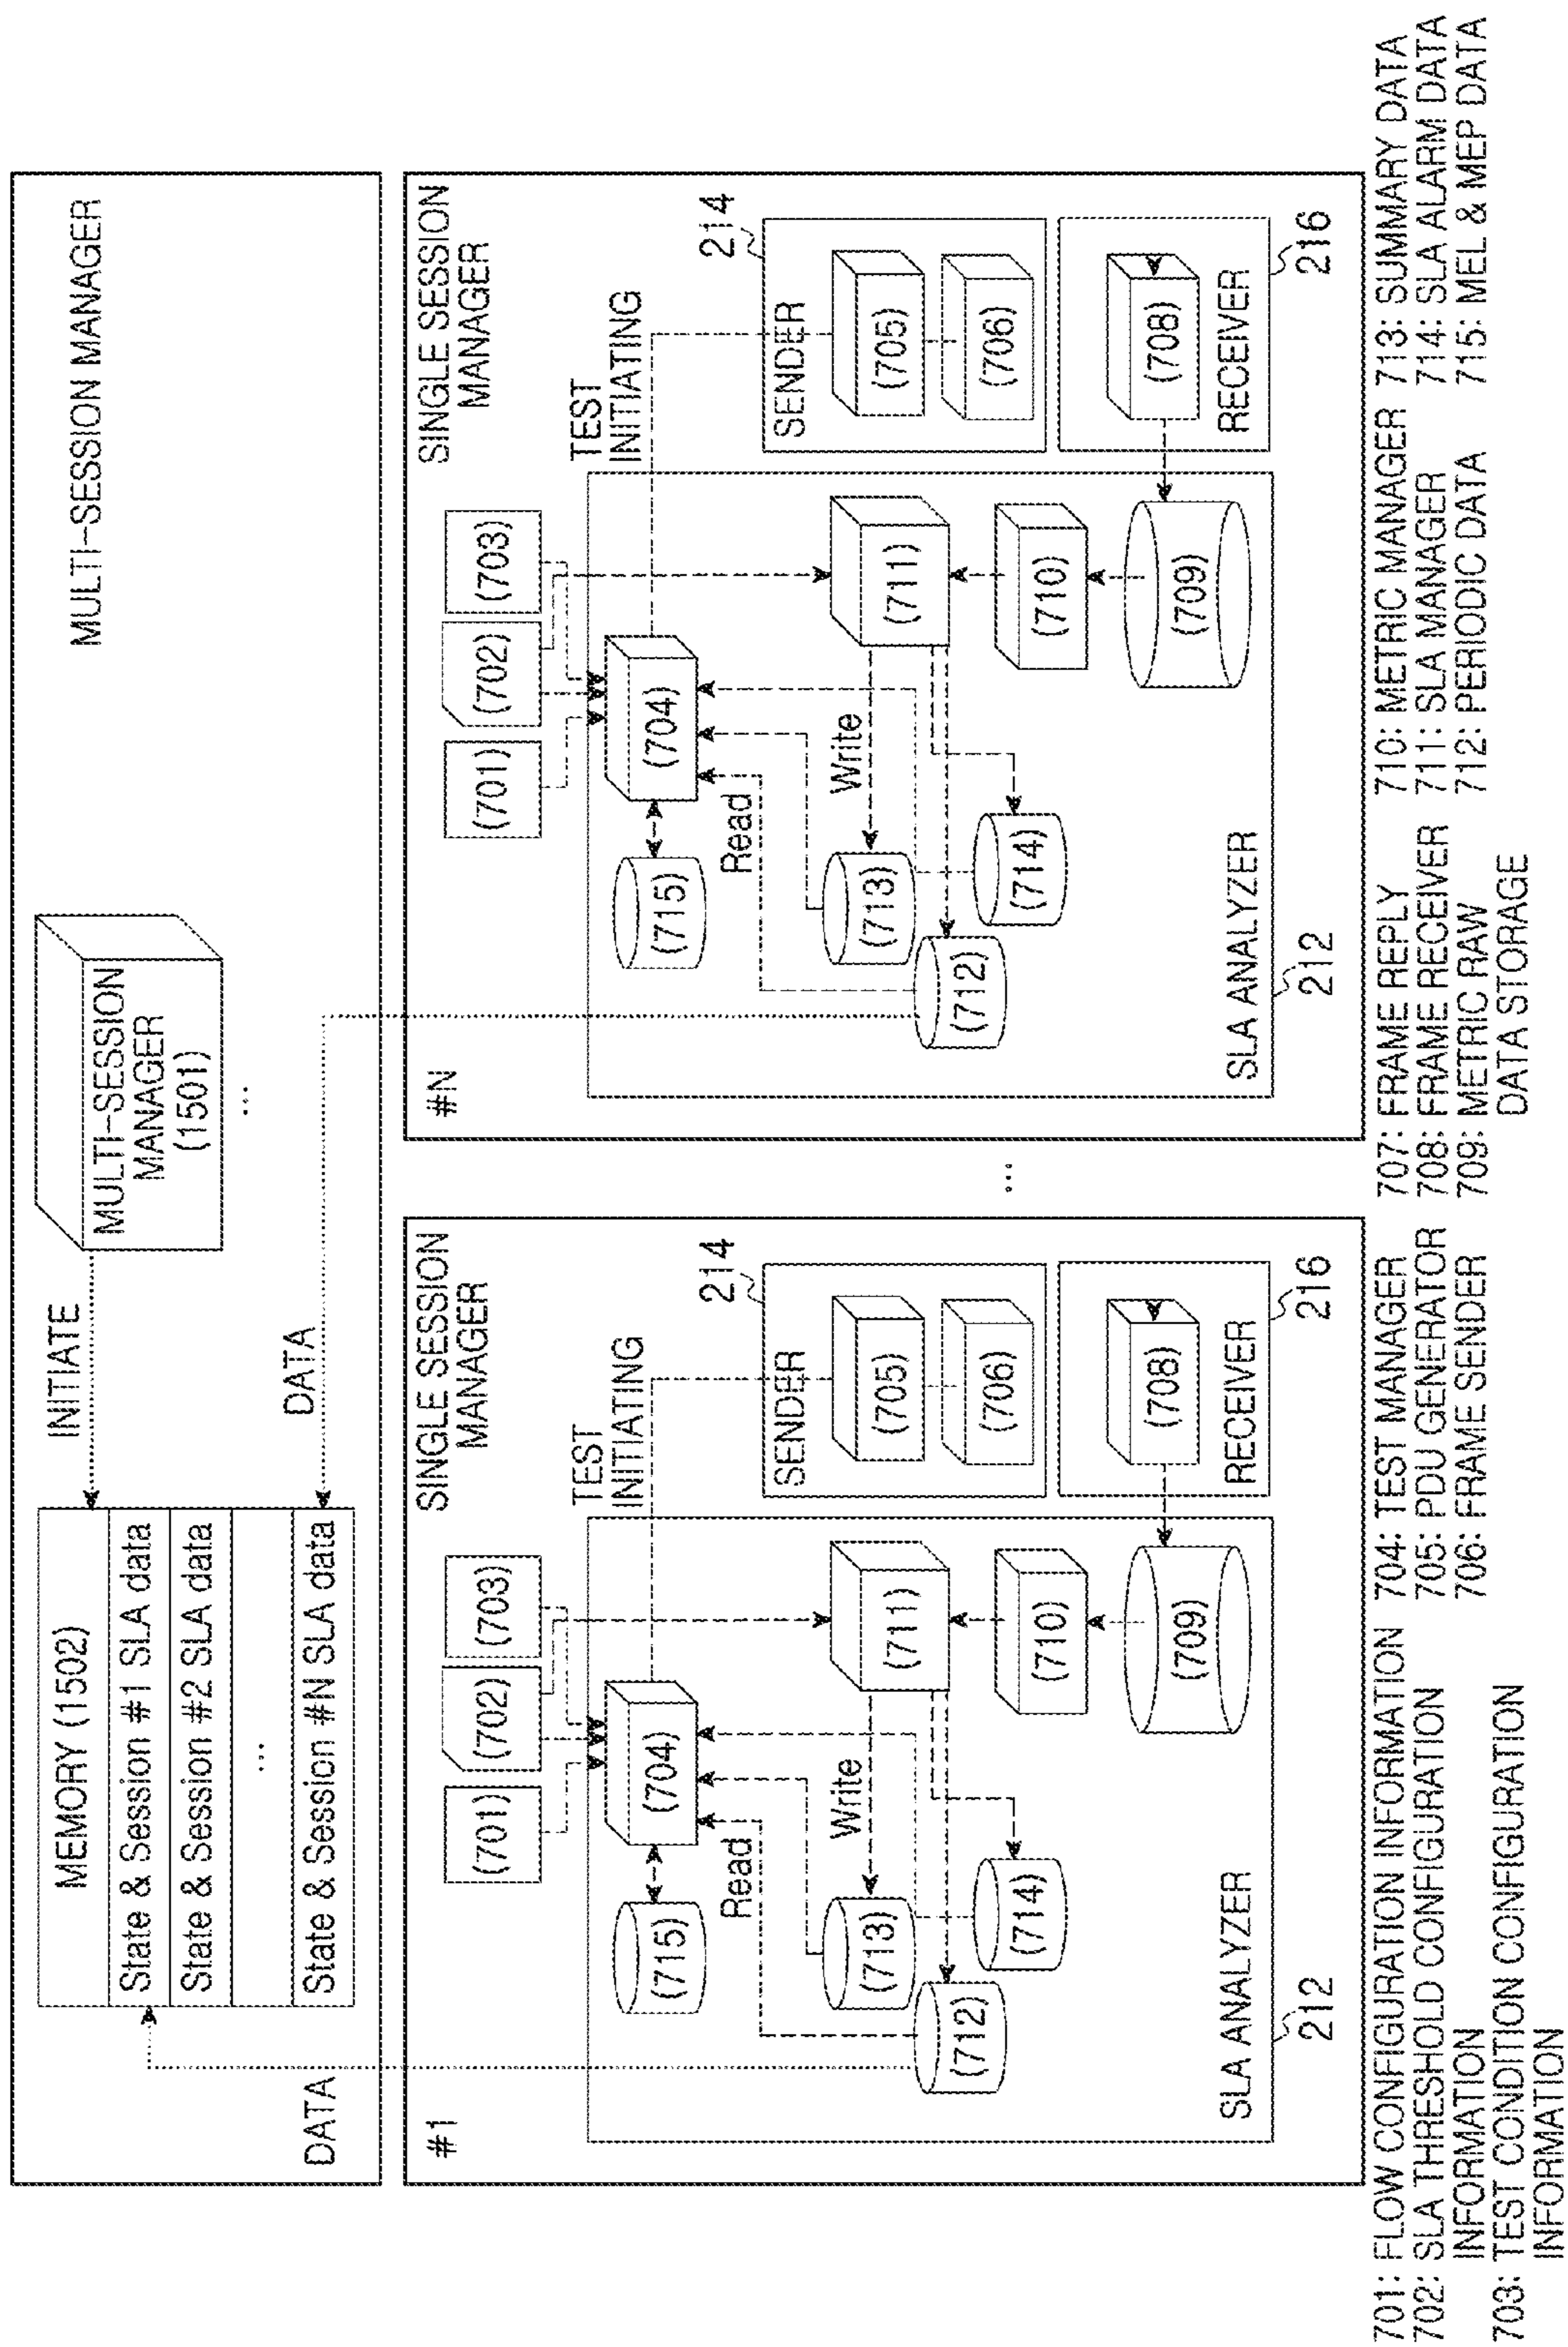 MULTI-SESSION MANAGER
MEMORY (1502)
State & Session #1 SLA data
State & Session #2 SLA data
...
State & Session #N SLA data
INITIATE
MULTI-SESSION
MANAGER
(1501)
...
DATA
DATA
#1
SINGLE SESSION
MANAGER
(701)
(702)
(703)
TEST
INITIATING
(715)
(704)
Read
Write
(713)
(712)
(714)
(711)
(710)
(709)
SLA ANALYZER
212
SENDER
214
(705)
(706)
(708)
RECEIVER
216
...
#N
SINGLE SESSION
MANAGER
(701)
(702)
(703)
TEST
INITIATING
(715)
(704)
Read
Write
(713)
(712)
(714)
(711)
(710)
(709)
SLA ANALYZER
212
SENDER
214
(705)
(706)
(708)
RECEIVER
216
701: FLOW CONFIGURATION INFORMATION
702: SLA THRESHOLD CONFIGURATION
INFORMATION
703: TEST CONDITION CONFIGURATION
INFORMATION
704: TEST MANAGER
705: PDU GENERATOR
706: FRAME SENDER
707: FRAME REPLY
708: FRAME RECEIVER
709: METRIC RAW
DATA STORAGE
710: METRIC MANAGER
711: SLA MANAGER
712: PERIODIC DATA
713: SUMMARY DATA
714: SLA ALARM DATA
715: MEL & MEP DATA